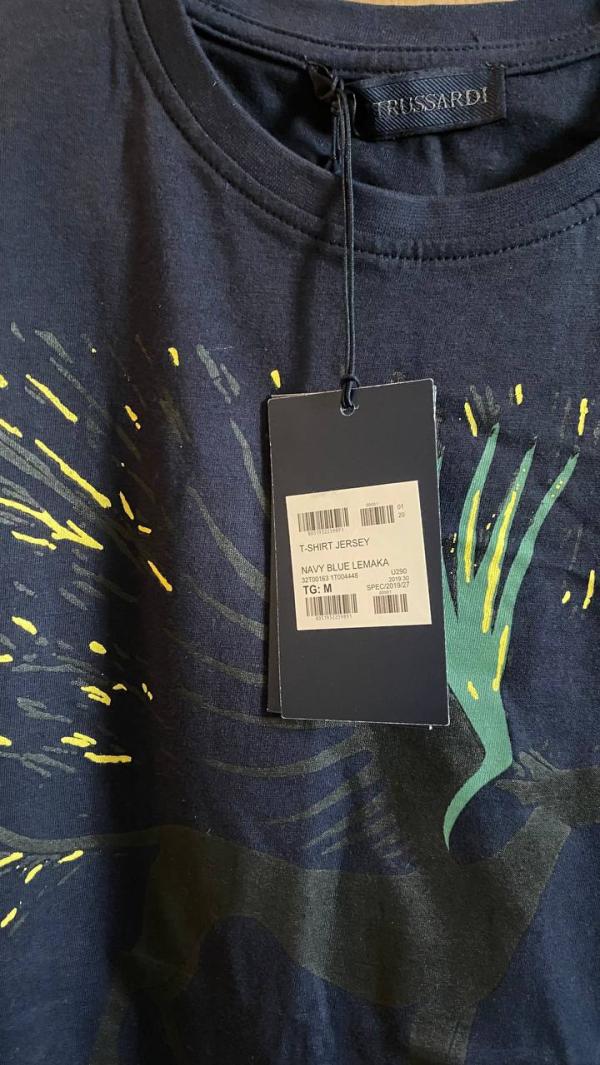 TRUSSARDI
01
20
T-SHIRT JERSEY
NAVY BLUE LEMAKA
32T00163 1T004448 U290
2019.30
TG: M SPEC/2019/27